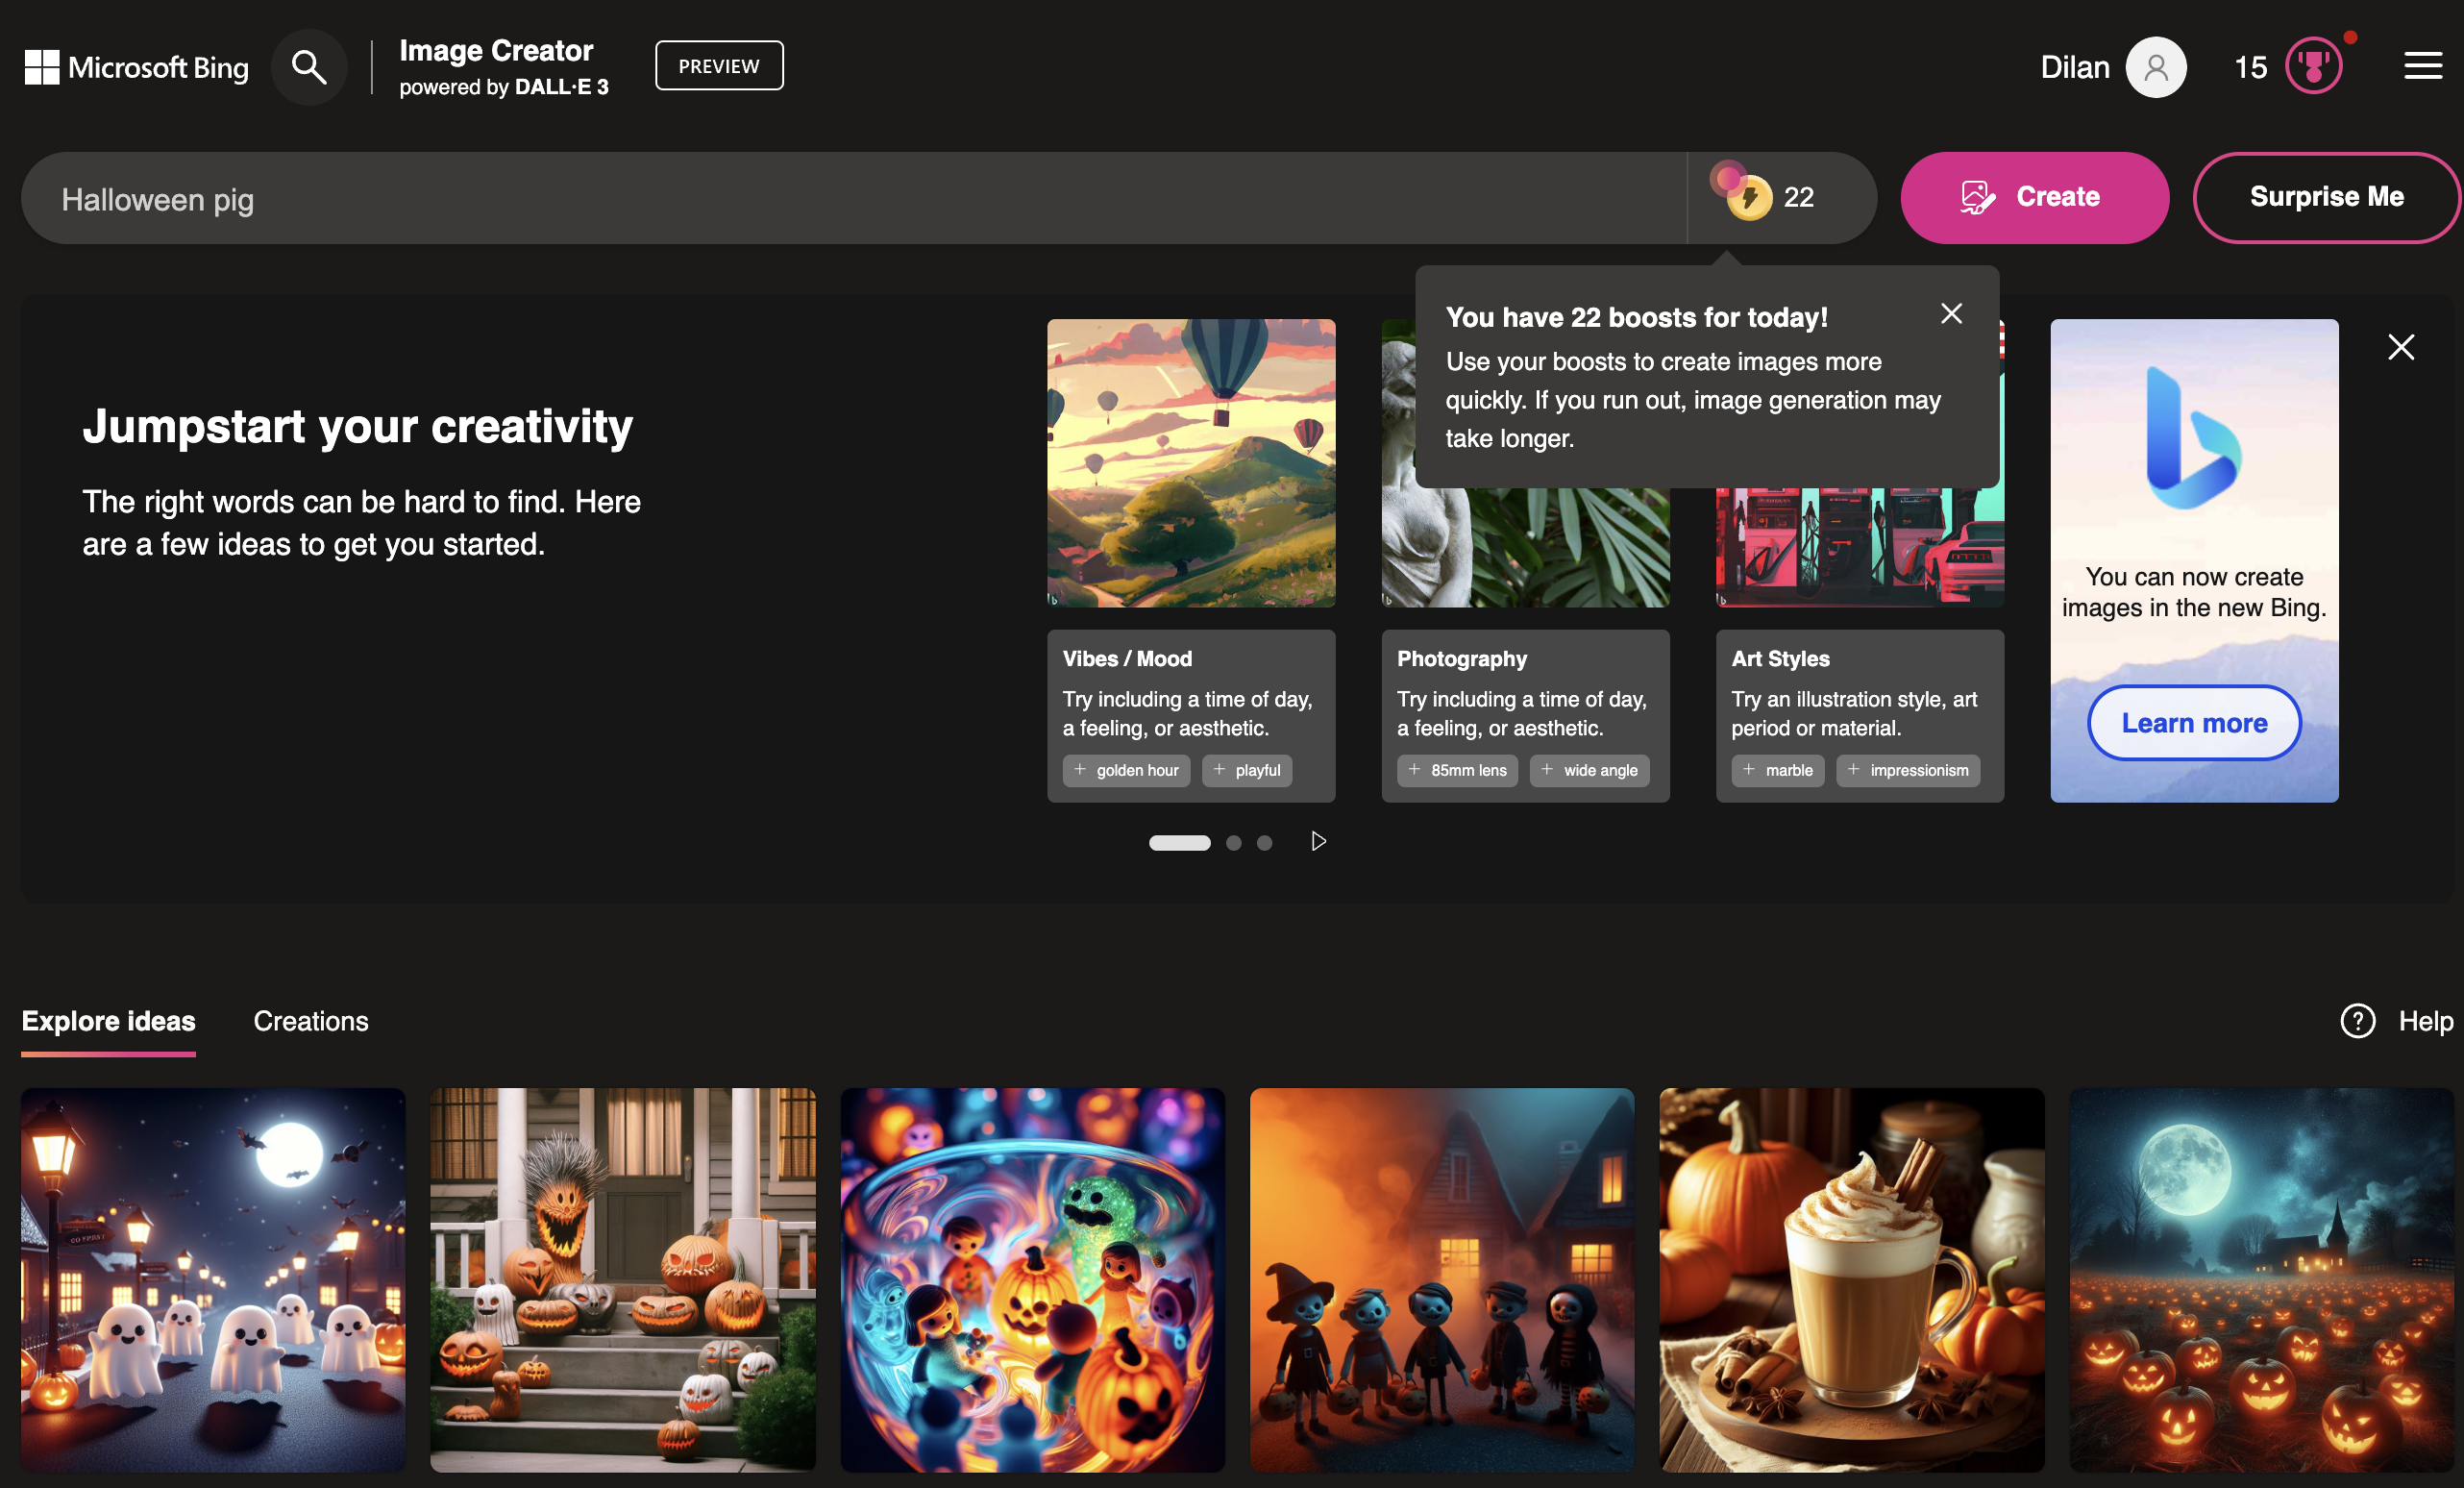 Microsoft Bing
Image Creator
powered by DALL·E 3
PREVIEW
Dilan
15
Halloween pig
22
Create
Surprise Me
You have 22 boosts for today!
Use your boosts to create images more
quickly. If you run out, image generation may
take longer.
Jumpstart your creativity
The right words can be hard to find. Here
are a few ideas to get you started.
Vibes / Mood
Try including a time of day,
a feeling, or aesthetic.
+ golden hour
+ playful
Photography
Try including a time of day,
a feeling, or aesthetic.
+ 85mm lens
+ wide angle
Art Styles
Try an illustration style, art
period or material.
+ marble
+ impressionism
You can now create
images in the new Bing.
Learn more
Explore ideas
Creations
? Help